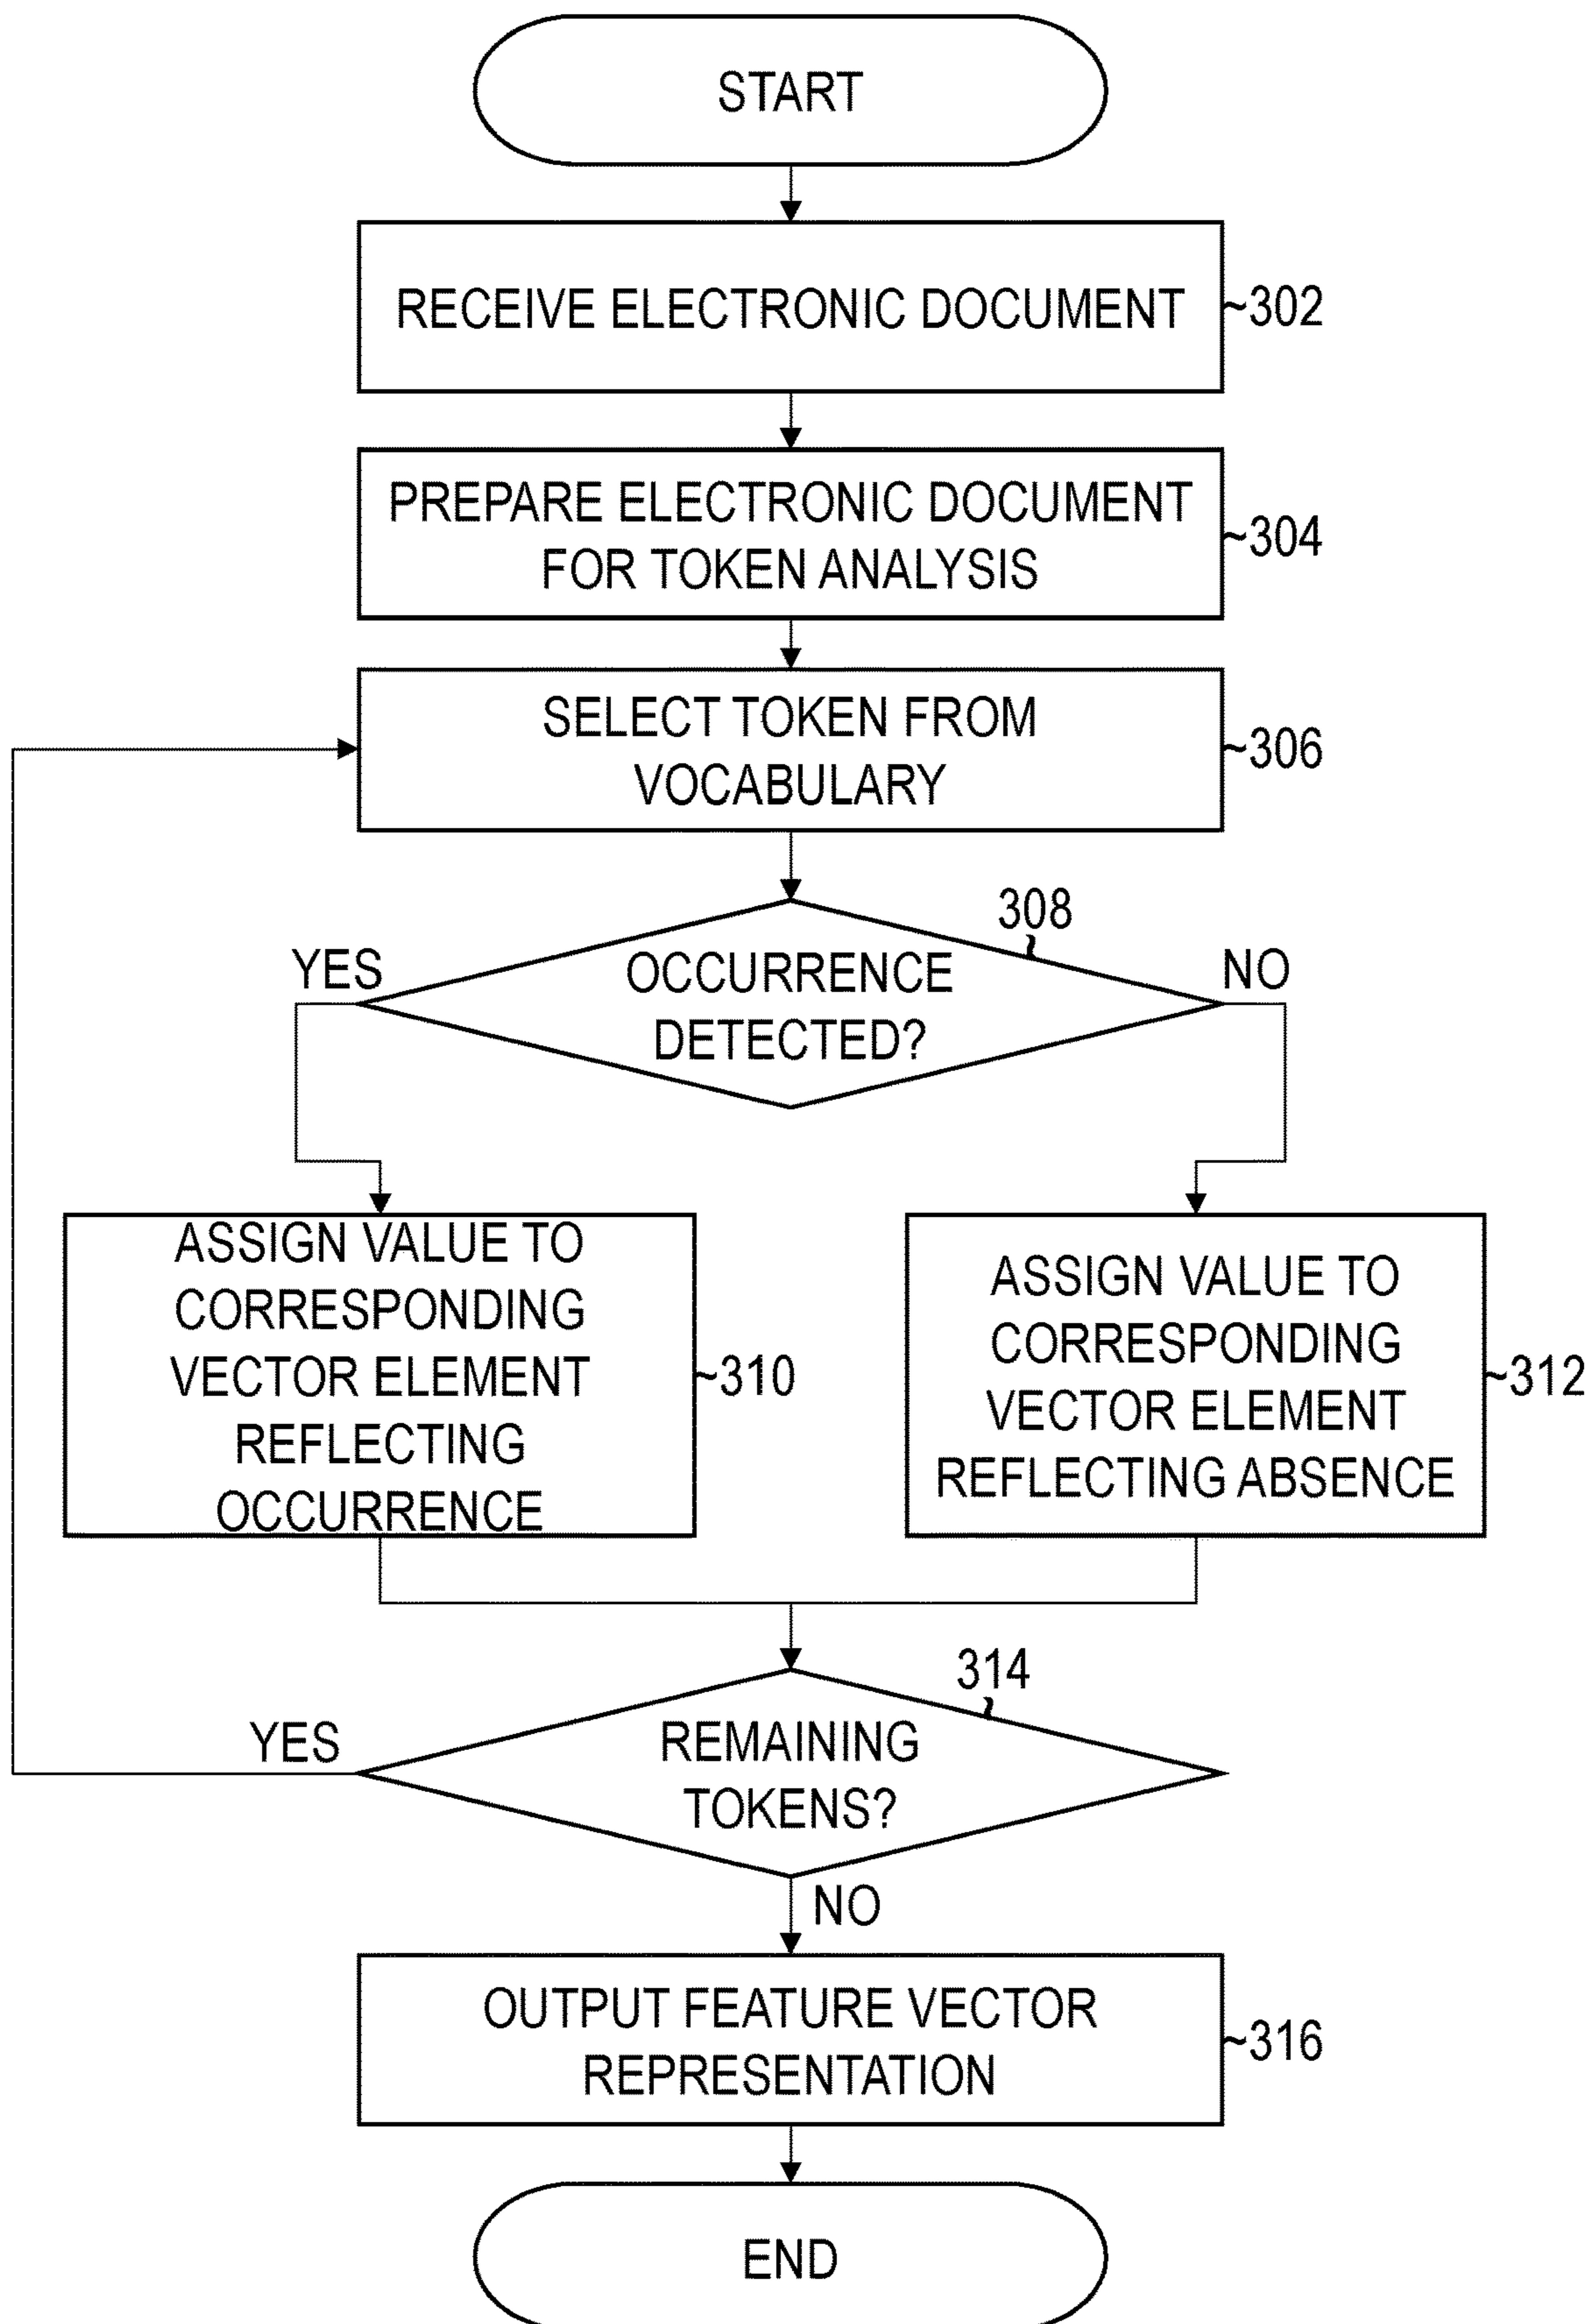 START
RECEIVE ELECTRONIC DOCUMENT
~302
PREPARE ELECTRONIC DOCUMENT
FOR TOKEN ANALYSIS
~304
SELECT TOKEN FROM
VOCABULARY
~306
308
YES
OCCURRENCE
DETECTED?
NO
ASSIGN VALUE TO
CORRESPONDING
VECTOR ELEMENT
REFLECTING
OCCURRENCE
~310
ASSIGN VALUE TO
CORRESPONDING
VECTOR ELEMENT
REFLECTING ABSENCE
~312
314
YES
REMAINING
TOKENS?
NO
OUTPUT FEATURE VECTOR
REPRESENTATION
~316
END